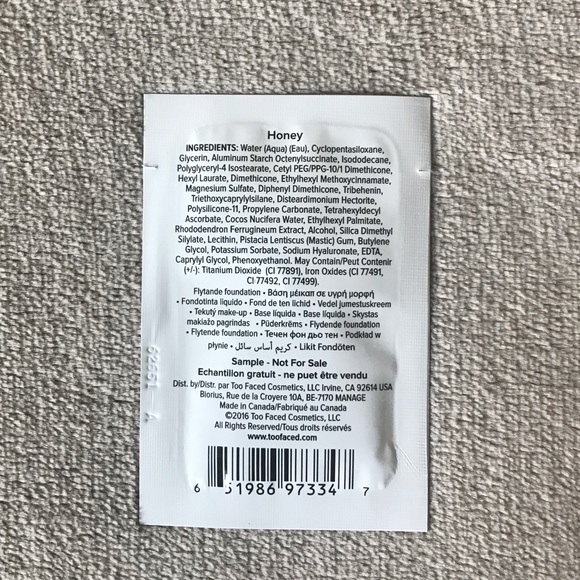 Honey
INGREDIENTS: Water (Aqua) (Eau), Cyclopentasiloxane,
Glycerin, Aluminum Starch Octenylsuccinate, Isododecane,
Polyglyceryl-4 Isostearate, Cetyl PEG/PPG-10/1 Dimethicone,
Hexyl Laurate, Dimethicone, Ethylhexyl Methoxycinnamate,
Magnesium Sulfate, Diphenyl Dimethicone, Tribehenin,
Triethoxycaprylylsilane, Disteardimonium Hectorite,
Polysilicone-11, Propylene Carbonate, Tetrahexyldecyl
Ascorbate, Cocos Nucifera Water, Ethylhexyl Palmitate,
Rhododendron Ferrugineum Extract, Alcohol, Silica Dimethyl
Silylate, Lecithin, Pistacia Lentiscus (Mastic) Gum, Butylene
Glycol, Potassium Sorbate, Sodium Hyaluronate, EDTA,
Caprylyl Glycol, Phenoxyethanol. May Contain/Peut Contenir
(+/-): Titanium Dioxide (CI 77891), Iron Oxides (CI 77491,
CI 77492, CI 77499).
Flytande foundation • Βάση μέικαπ σε υγρή μορφή
• Fondotinta liquido • Fond de ten lichid • Vedel jumestuskreem
• Tekutý make-up • Base líquida • Base líquida • Skystas
makiažo pagrindas • Púderkrém • Flydende foundation
• Flytende foundation • Течен фон дьо тен • Podkład w
płynie • كريم أساس سائل • Likit Fondöten
Sample - Not For Sale
Echantillon gratuit - ne puet être vendu
Dist. by/Distr. par Too Faced Cosmetics, LLC Irvine, CA 92614 USA
Biorius, Rue de la Croyere 10A, BE-7170 MANAGE
Made in Canada/Fabriqué au Canada
©2016 Too Faced Cosmetics, LLC
All Rights Reserved/Tous droits réservés
www.toofaced.com
6 51986 97334 7